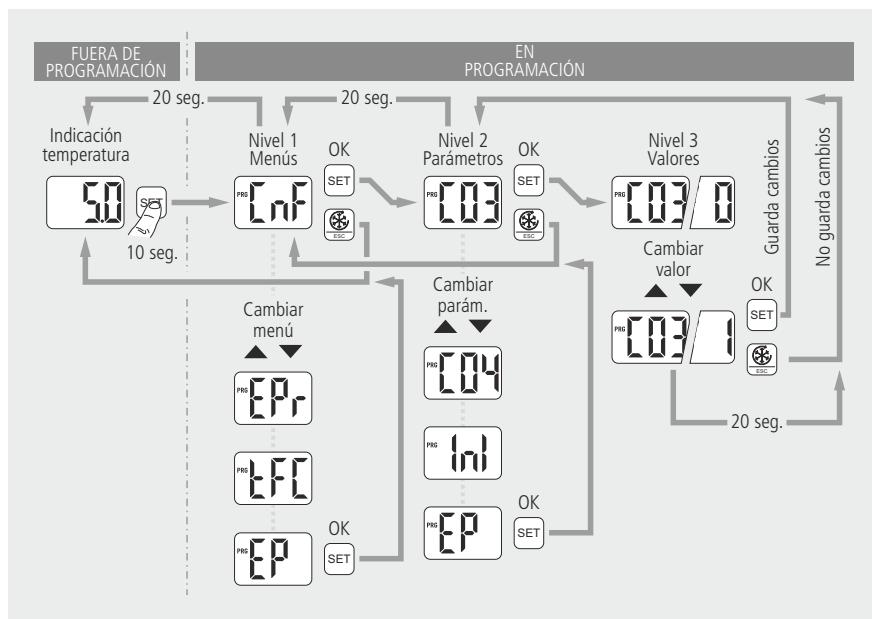 FUERA DE
PROGRAMACIÓN
EN
PROGRAMACIÓN
20 seg.
20 seg.
Indicación
temperatura
5.0
SET
10 seg.
Nivel 1
Menús
OK
PRG CnF
SET
ESC
Nivel 2
Parámetros
OK
PRG C03
SET
ESC
Nivel 3
Valores
PRG C03/0
Cambiar
valor
PRG C03/1
OK
SET
ESC
Guarda cambios
No guarda cambios
20 seg.
Cambiar
menú
PRG EPr
PRG tFC
PRG EP
OK
SET
Cambiar
parám.
PRG C04
PRG InI
PRG EP
OK
SET